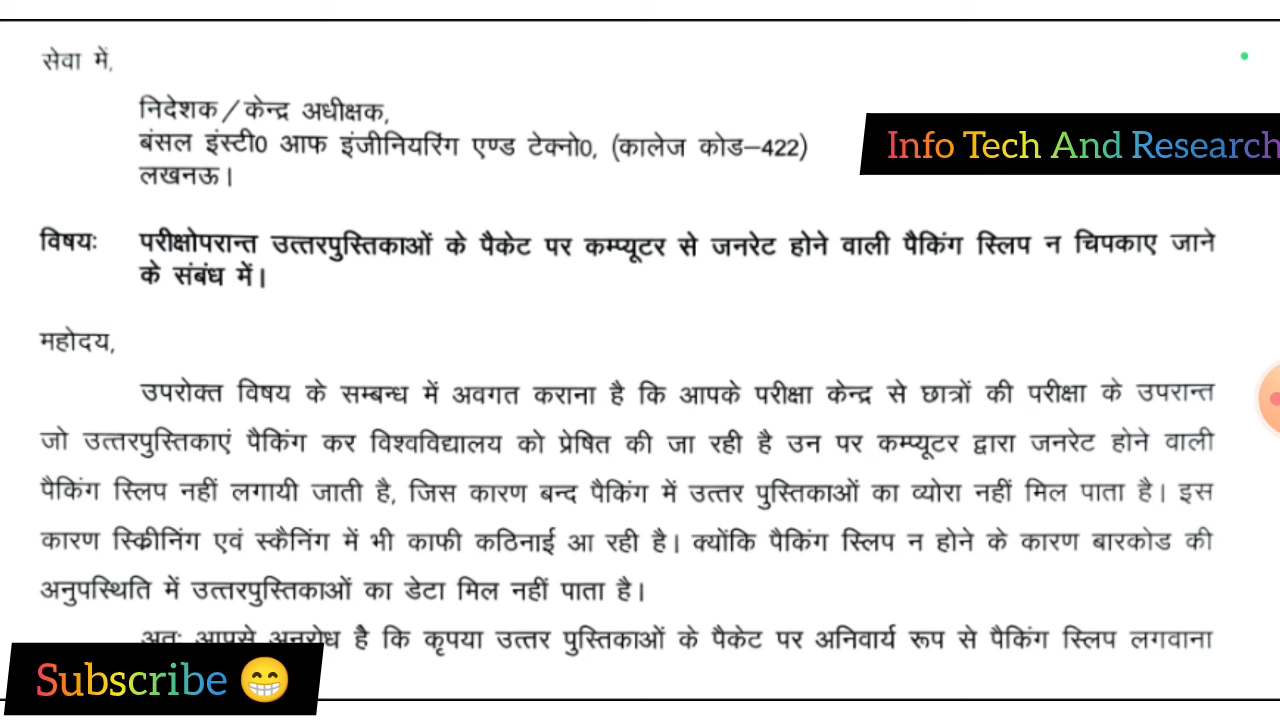 सेवा में,
निदेशक/केन्द्र अधीक्षक,
बंसल इंस्टी0 आफ इंजीनियरिंग एण्ड टेक्नो0, (कालेज कोड–422)
लखनऊ।
Info Tech And Research
विषयः परीक्षोपरान्त उत्तरपुस्तिकाओं के पैकेट पर कम्प्यूटर से जनरेट होने वाली पैकिंग स्लिप न चिपकाए जाने
के संबंध में।
महोदय,
उपरोक्त विषय के सम्बन्ध में अवगत कराना है कि आपके परीक्षा केन्द्र से छात्रों की परीक्षा के उपरान्त
जो उत्तरपुस्तिकाएं पैकिंग कर विश्वविद्यालय को प्रेषित की जा रही है उन पर कम्प्यूटर द्वारा जनरेट होने वाली
पैकिंग स्लिप नहीं लगायी जाती है, जिस कारण बन्द पैकिंग में उत्तर पुस्तिकाओं का व्योरा नहीं मिल पाता है। इस
कारण स्क्रिीनिंग एवं स्कैनिंग में भी काफी कठिनाई आ रही है। क्योंकि पैकिंग स्लिप न होने के कारण बारकोड की
अनुपस्थिति में उत्तरपुस्तिकाओं का डेटा मिल नहीं पाता है।
अतः आपसे अनुरोध है कि कृपया उत्तर पुस्तिकाओं के पैकेट पर अनिवार्य रूप से पैकिंग स्लिप लगवाना
Subscribe 😁